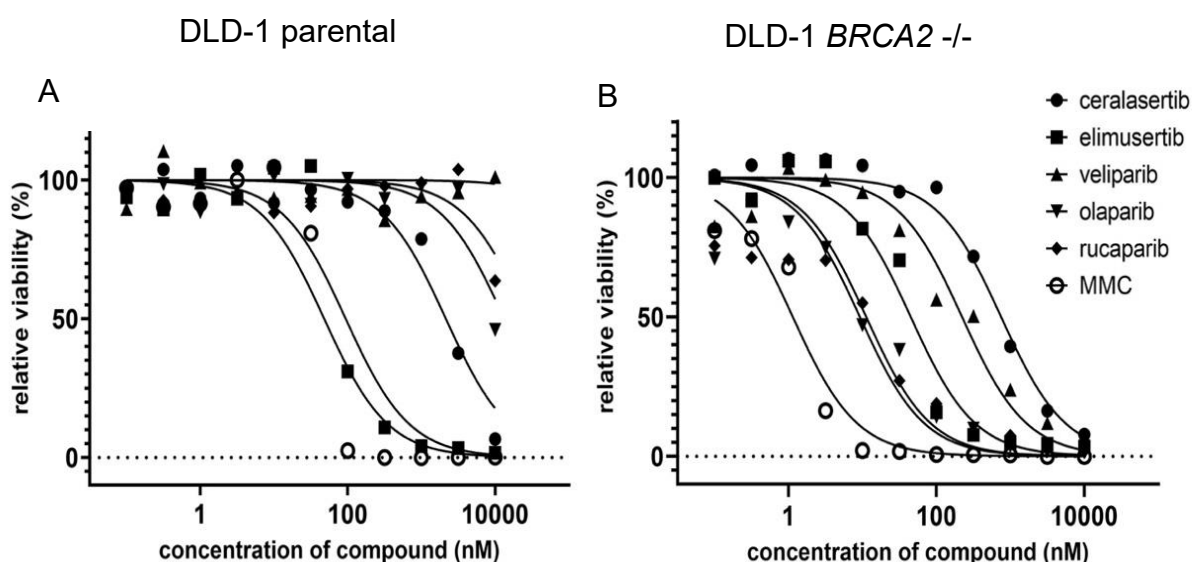 DLD-1 parental
DLD-1 BRCA2 -/-
A
B
relative viability (%)
100
50
0
1
100
10000
concentration of compound (nM)
relative viability (%)
100
50
0
1
100
10000
concentration of compound (nM)
ceralasertib
elimusertib
veliparib
olaparib
rucaparib
MMC